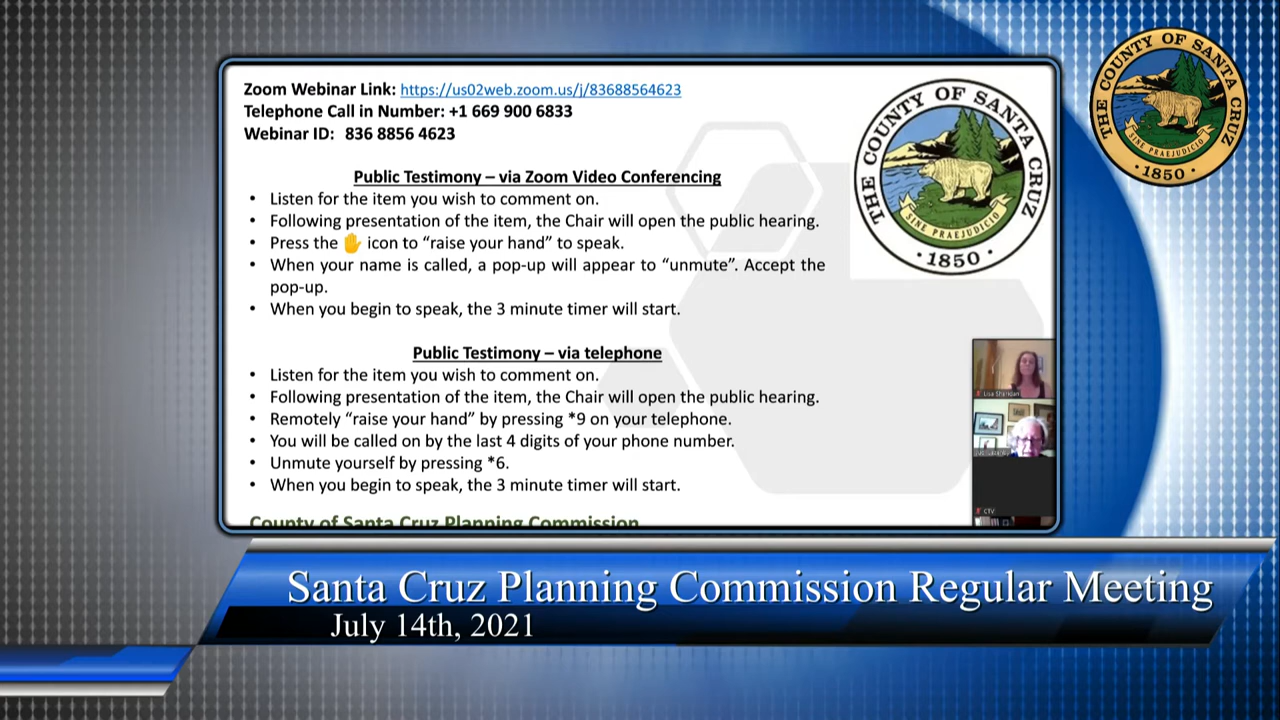 Zoom Webinar Link: https://us02web.zoom.us/j/83688564623
Telephone Call in Number: +1 669 900 6833
Webinar ID: 836 8856 4623
Public Testimony – via Zoom Video Conferencing
• Listen for the item you wish to comment on.
• Following presentation of the item, the Chair will open the public hearing.
• Press the ✋ icon to “raise your hand” to speak.
• When your name is called, a pop-up will appear to “unmute”. Accept the
pop-up.
• When you begin to speak, the 3 minute timer will start.
Public Testimony – via telephone
• Listen for the item you wish to comment on.
• Following presentation of the item, the Chair will open the public hearing.
• Remotely “raise your hand” by pressing *9 on your telephone.
• You will be called on by the last 4 digits of your phone number.
• Unmute yourself by pressing *6.
• When you begin to speak, the 3 minute timer will start.
County of Santa Cruz Planning Commission
THE COUNTY OF SANTA CRUZ
SINE PRAEJUDICIO
• 1850 •
Lisa Sheridan
CTV
THE COUNTY OF SANTA CRUZ
SINE PRAEJUDICIO
• 1850 •
Santa Cruz Planning Commission Regular Meeting
July 14th, 2021